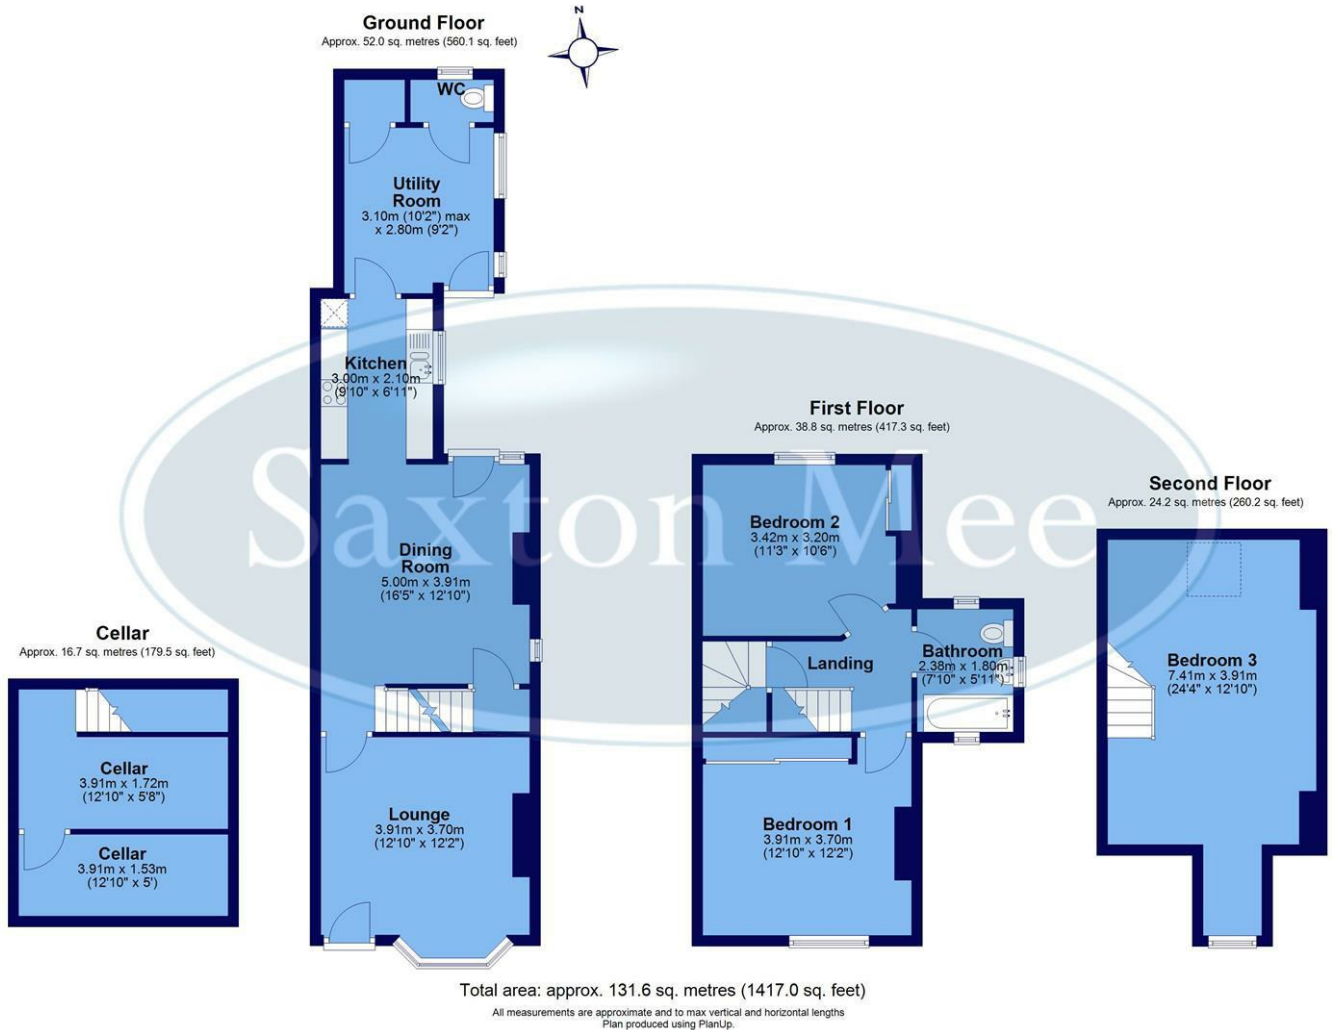 Ground Floor
Approx. 52.0 sq. metres (560.1 sq. feet)
N
WC
Utility
Room
3.10m (10'2") max
x 2.80m (9'2")
Kitchen
3.00m x 2.10m
(9'10" x 6'11")
Dining
Room
5.00m x 3.91m
(16'5" x 12'10")
Lounge
3.91m x 3.70m
(12'10" x 12'2")
Cellar
Approx. 16.7 sq. metres (179.5 sq. feet)
Cellar
3.91m x 1.72m
(12'10" x 5'8")
Cellar
3.91m x 1.53m
(12'10" x 5')
First Floor
Approx. 38.8 sq. metres (417.3 sq. feet)
Bedroom 2
3.42m x 3.20m
(11'3" x 10'6")
Landing
Bathroom
2.38m x 1.80m
(7'10" x 5'11")
Bedroom 1
3.91m x 3.70m
(12'10" x 12'2")
Second Floor
Approx. 24.2 sq. metres (260.2 sq. feet)
Bedroom 3
7.41m x 3.91m
(24'4" x 12'10")
Saxton Mee
Total area: approx. 131.6 sq. metres (1417.0 sq. feet)
All measurements are approximate and to max vertical and horizontal lengths
Plan produced using PlanUp.